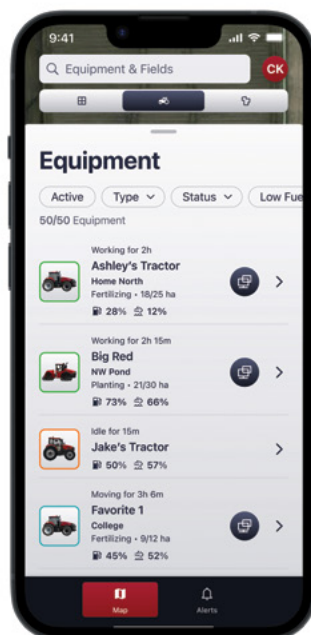 9:41
Equipment & Fields
CK
Equipment
Active
Type
Status
Low Fue
50/50 Equipment
Working for 2h
Ashley's Tractor
Home North
Fertilizing • 18/25 ha
28% 12%
Working for 2h 15m
Big Red
NW Pond
Planting • 21/30 ha
73% 66%
Idle for 15m
Jake's Tractor
50% 57%
Moving for 3h 6m
Favorite 1
College
Fertilizing • 9/12 ha
45% 52%
Map
Alerts